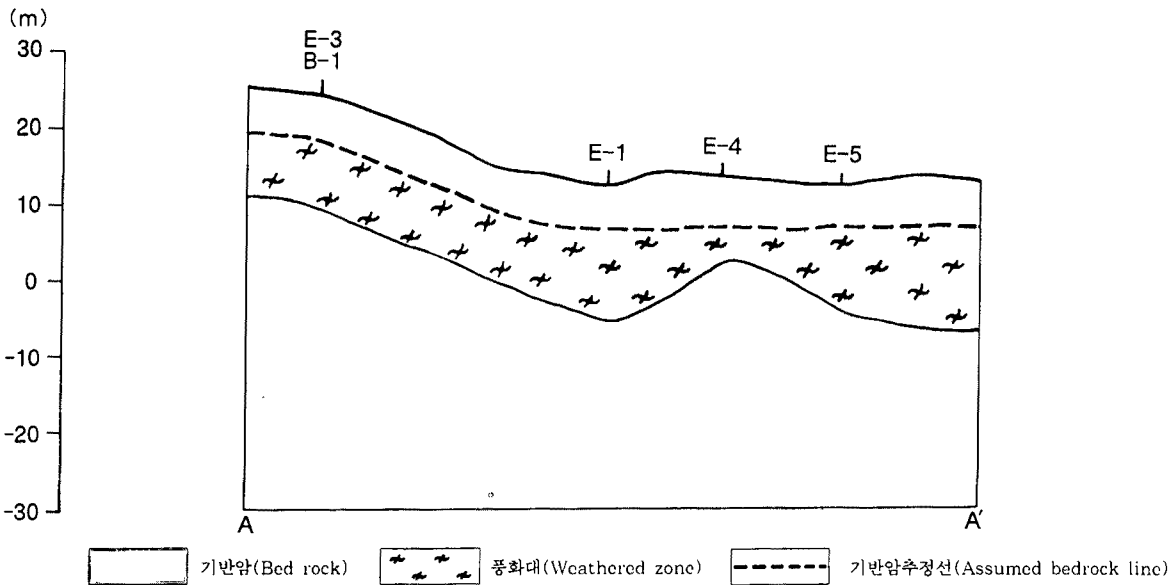 (m)
30
20
10
0
-10
-20
-30
E-3
B-1
E-1
E-4
E-5
A
A'
기반암(Bed rock)
풍화대(Weathered zone)
기반암추정선(Assumed bedrock line)